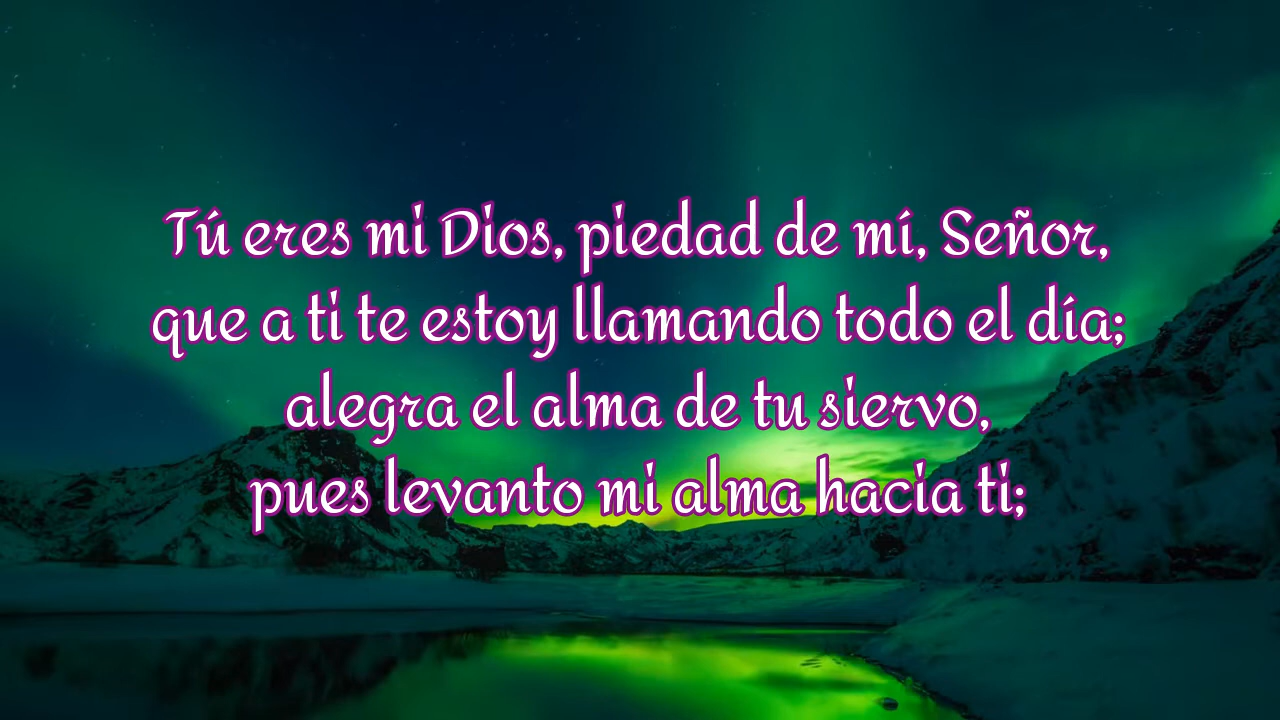 Tú eres mi Dios, piedad de mí, Señor,
que a ti te estoy llamando todo el día;
alegra el alma de tu siervo,
pues levanto mi alma hacia ti;